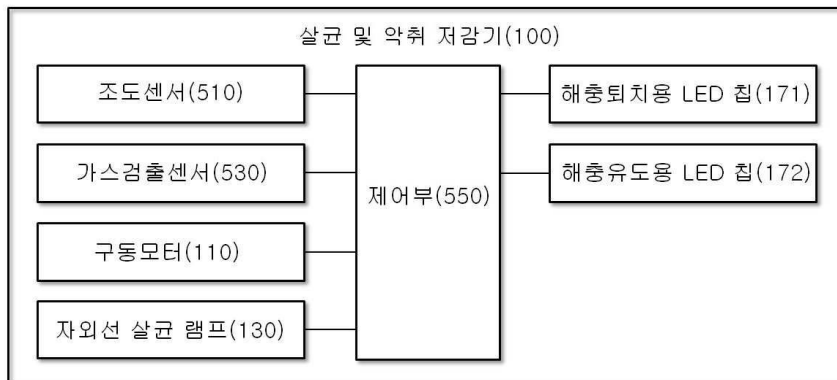 살균 및 악취 저감기(100)
조도센서(510)
가스검출센서(530)
구동모터(110)
자외선 살균 램프(130)
제어부(550)
해충퇴치용 LED 칩(171)
해충유도용 LED 칩(172)